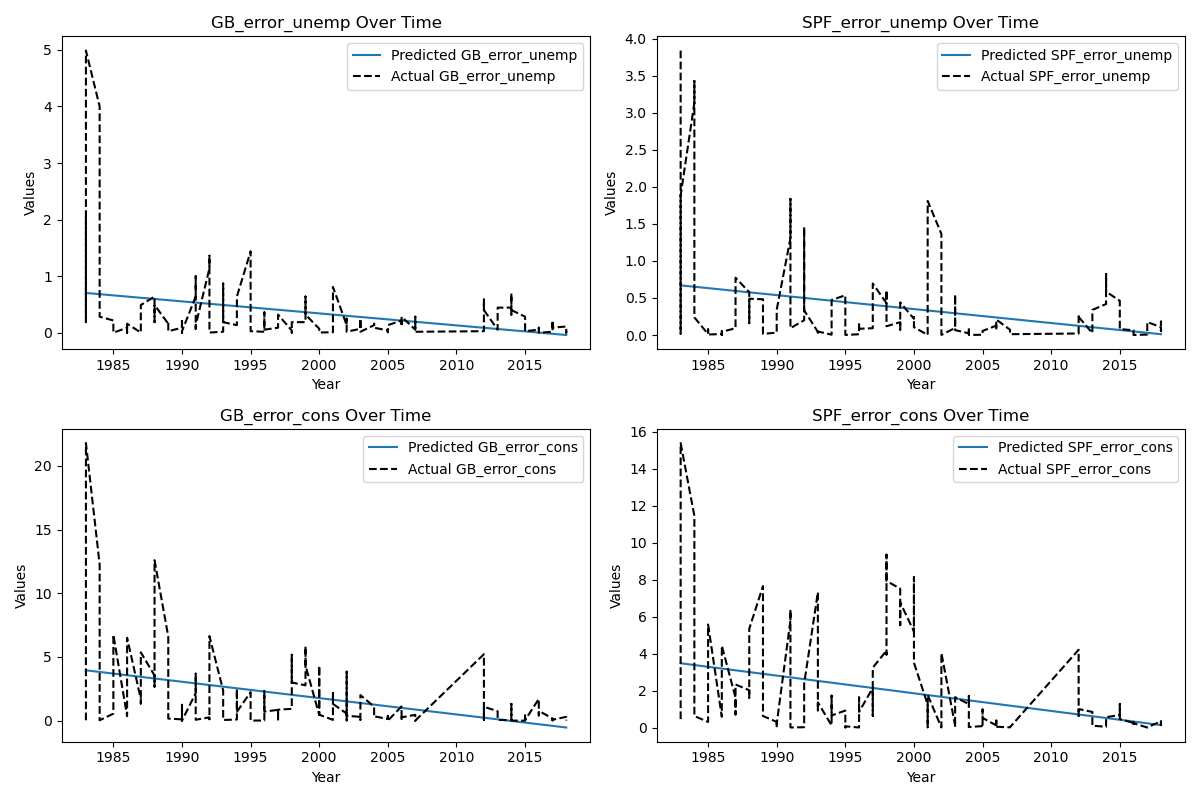 GB_error_unemp Over Time
Values
5
4
3
2
1
0
Predicted GB_error_unemp
Actual GB_error_unemp
1985 1990 1995 2000 2005 2010 2015
Year
SPF_error_unemp Over Time
Values
4.0
3.5
3.0
2.5
2.0
1.5
1.0
0.5
0.0
Predicted SPF_error_unemp
Actual SPF_error_unemp
1985 1990 1995 2000 2005 2010 2015
Year
GB_error_cons Over Time
Values
20
15
10
5
0
Predicted GB_error_cons
Actual GB_error_cons
1985 1990 1995 2000 2005 2010 2015
Year
SPF_error_cons Over Time
Values
16
14
12
10
8
6
4
2
0
Predicted SPF_error_cons
Actual SPF_error_cons
1985 1990 1995 2000 2005 2010 2015
Year